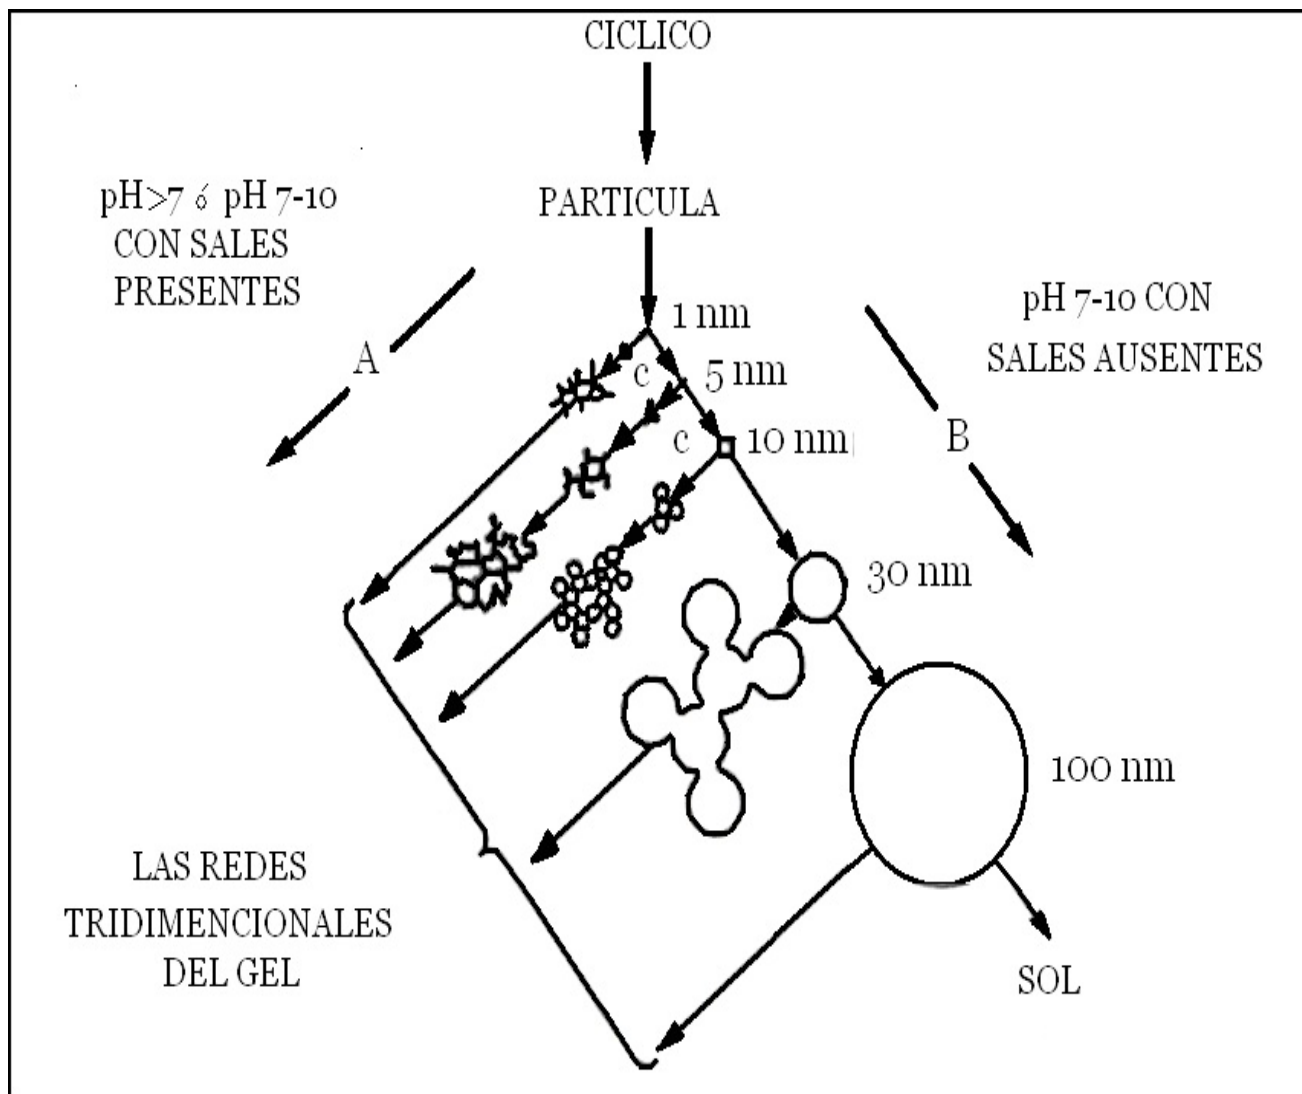 CICLICO
PARTICULA
pH>7 ó pH 7-10
CON SALES
PRESENTES
A
1 nm
c
5 nm
c
10 nm
pH 7-10 CON
SALES AUSENTES
B
30 nm
100 nm
LAS REDES
TRIDIMENCIONALES
DEL GEL
SOL